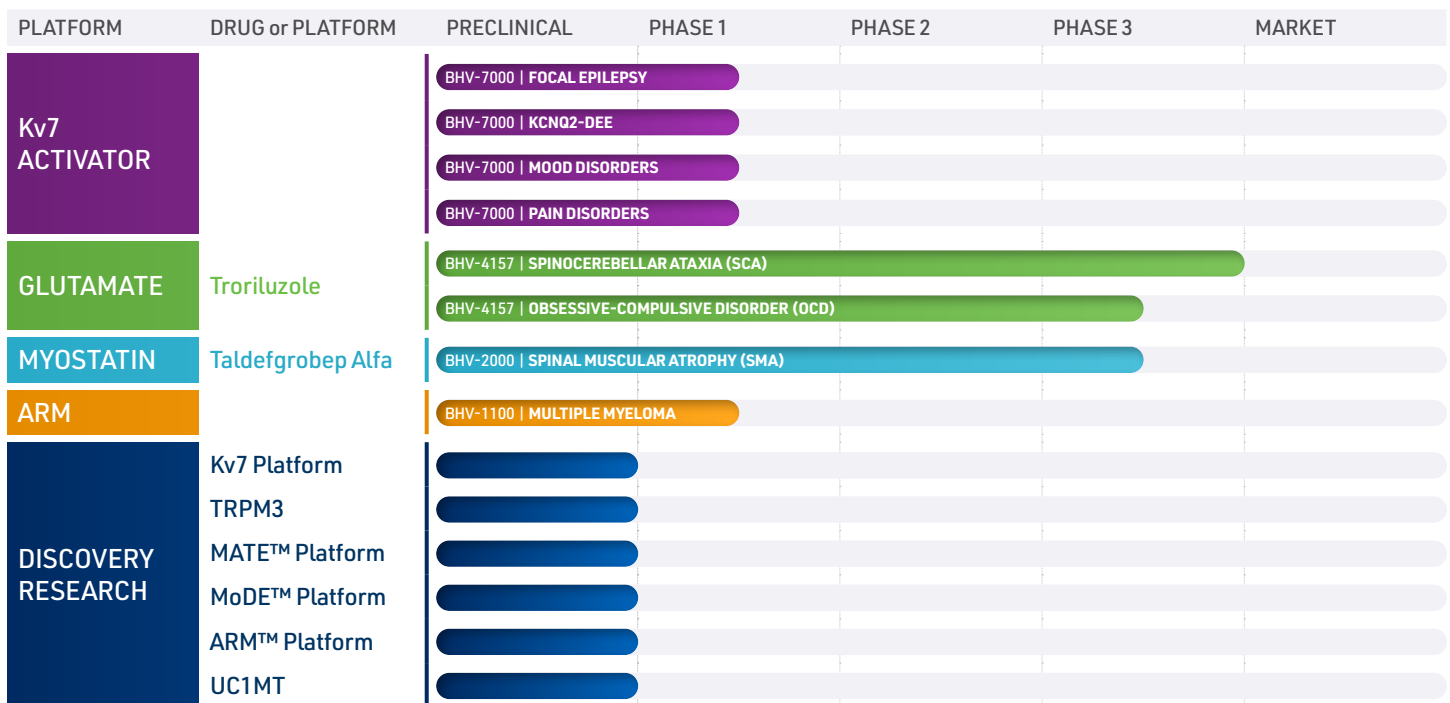 PLATFORM DRUG or PLATFORM PRECLINICAL PHASE 1 PHASE 2 PHASE 3 MARKET
Kv7
ACTIVATOR
BHV-7000 | FOCAL EPILEPSY
BHV-7000 | KCNQ2-DEE
BHV-7000 | MOOD DISORDERS
BHV-7000 | PAIN DISORDERS
GLUTAMATE
Troriluzole
BHV-4157 | SPINOCEREBELLAR ATAXIA (SCA)
BHV-4157 | OBSESSIVE-COMPULSIVE DISORDER (OCD)
MYOSTATIN
Taldefgrobep Alfa
BHV-2000 | SPINAL MUSCULAR ATROPHY (SMA)
ARM
BHV-1100 | MULTIPLE MYELOMA
DISCOVERY
RESEARCH
Kv7 Platform
TRPM3
MATE™ Platform
MoDE™ Platform
ARM™ Platform
UC1MT